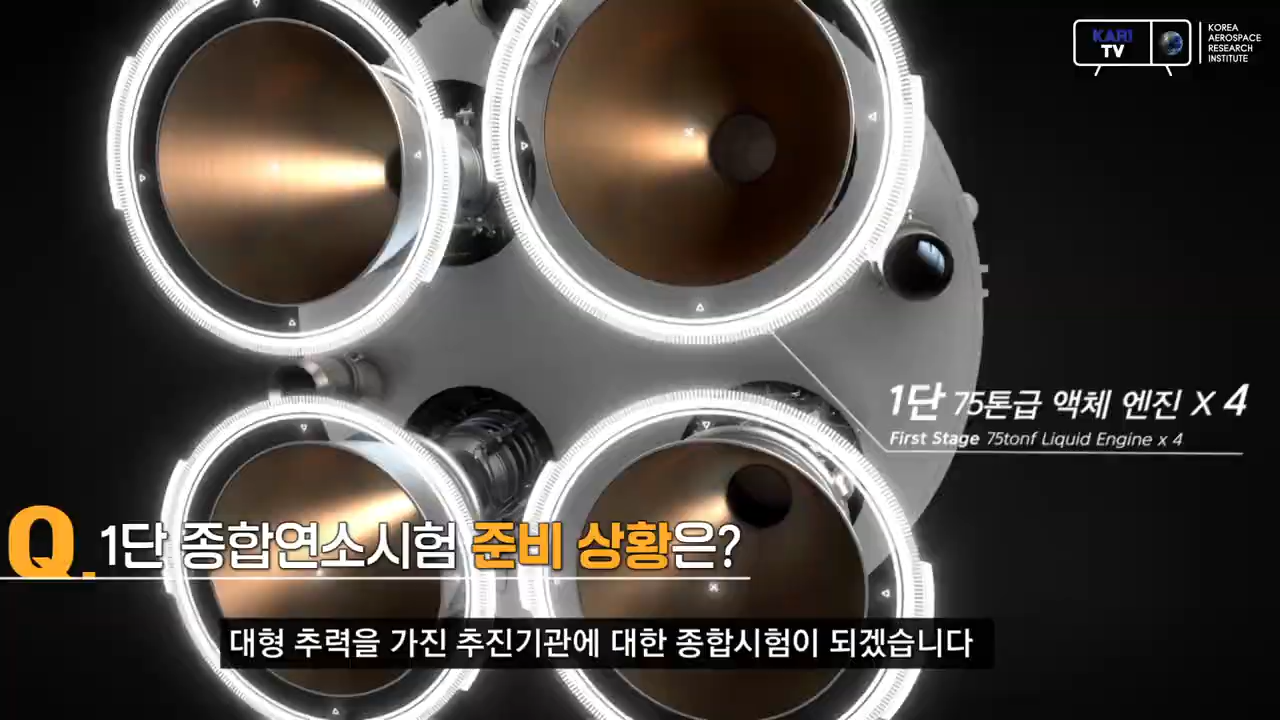 KARI
TV
KOREA
AEROSPACE
RESEARCH
INSTITUTE
1단 75톤급 액체 엔진 X 4
First Stage 75tonf Liquid Engine x 4
Q. 1단 종합연소시험 준비 상황은?
대형 추력을 가진 추진기관에 대한 종합시험이 되겠습니다